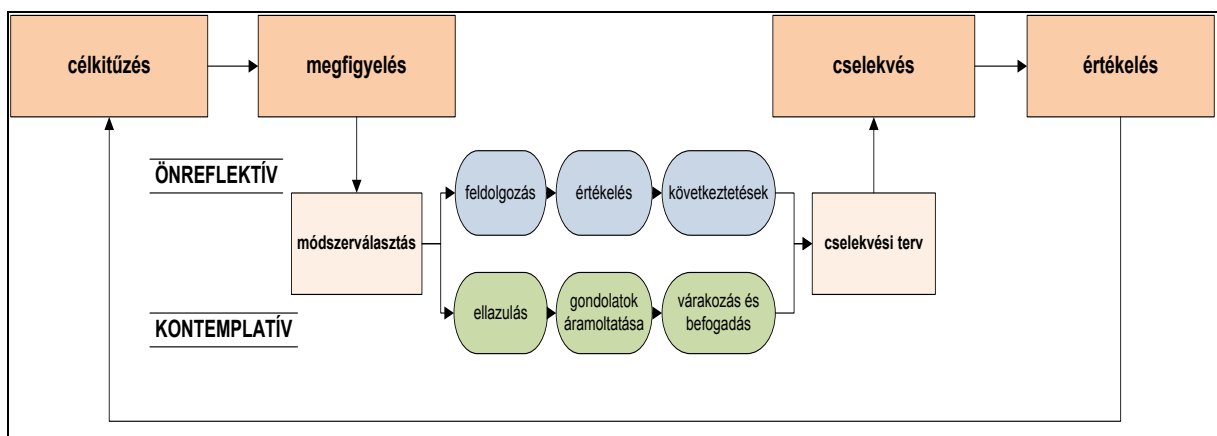 célkitűzés
megfigyelés
cselekvés
értékelés
ÖNREFLEKTÍV
feldolgozás
értékelés
következtetések
módszerválasztás
cselekvési terv
ellazulás
gondolatok
áramoltatása
várakozás és
befogadás
KONTEMPLATÍV